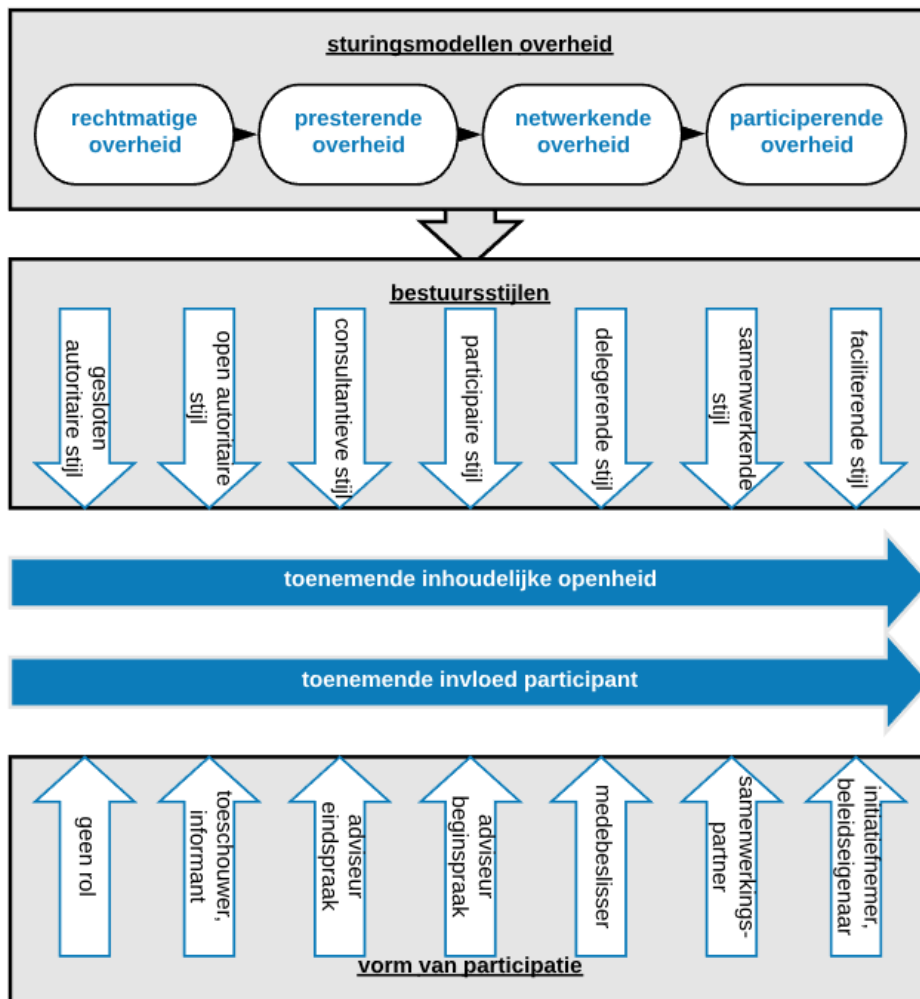 sturingsmodellen overheid
rechtmatige
overheid
presterende
overheid
netwerkende
overheid
participerende
overheid
bestuursstijlen
gesloten
autoritaire stijl
open autoritaire
stijl
consultantieve stijl
participaire stijl
delegerende stijl
samenwerkende
stijl
faciliterende stijl
toenemende inhoudelijke openheid
toenemende invloed participant
geen rol
toeschouwer,
informant
adviseur
eindspraak
adviseur
beginspraak
medebeslisser
samenwerkings-
partner
initiatiefnemer,
beleidseigenaar
vorm van participatie